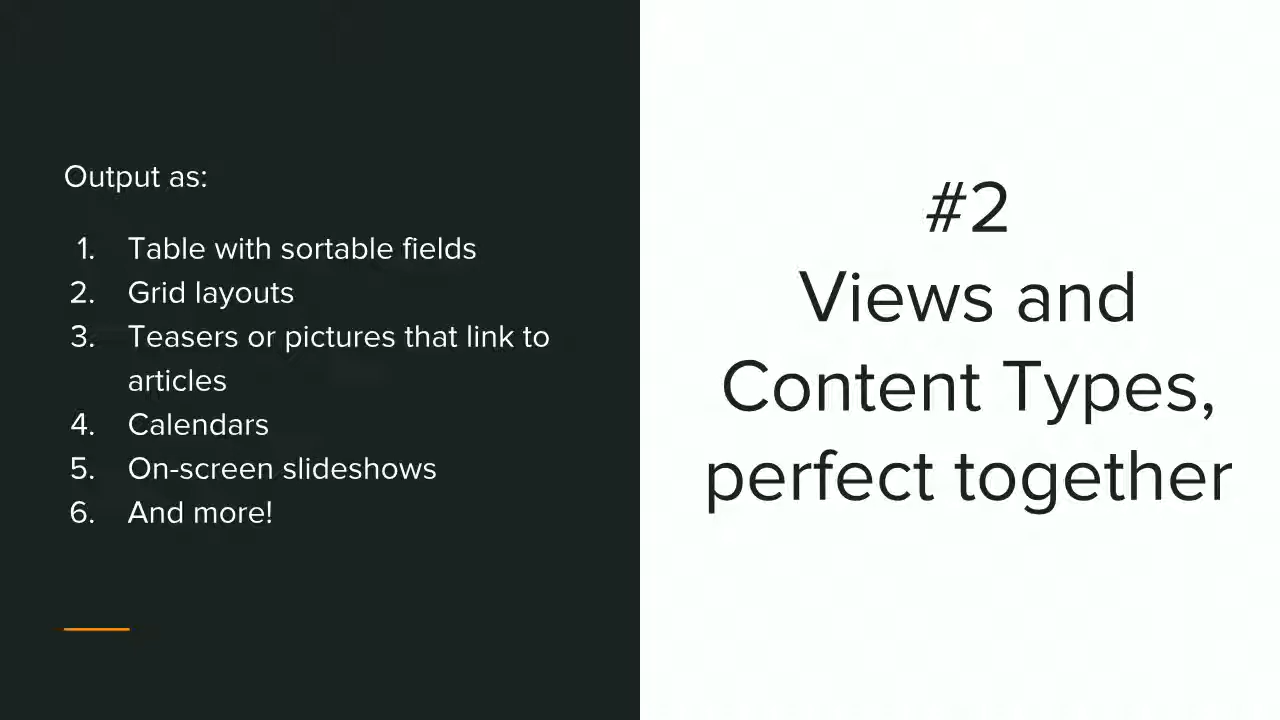 Output as:
1. Table with sortable fields
2. Grid layouts
3. Teasers or pictures that link to
articles
4. Calendars
5. On-screen slideshows
6. And more!
#2
Views and
Content Types,
perfect together